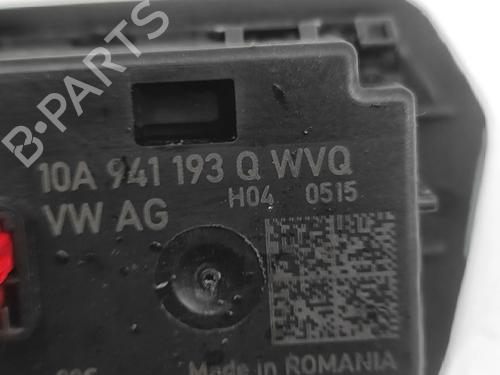 B-PARTS
10A 941 193 Q WVQ
H04 0515
VW AG
Made in ROMANIA